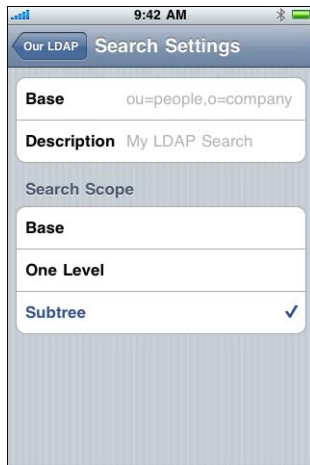 9:42 AM
Our LDAP Search Settings
Base ou=people,o=company
Description My LDAP Search
Search Scope
Base
One Level
Subtree